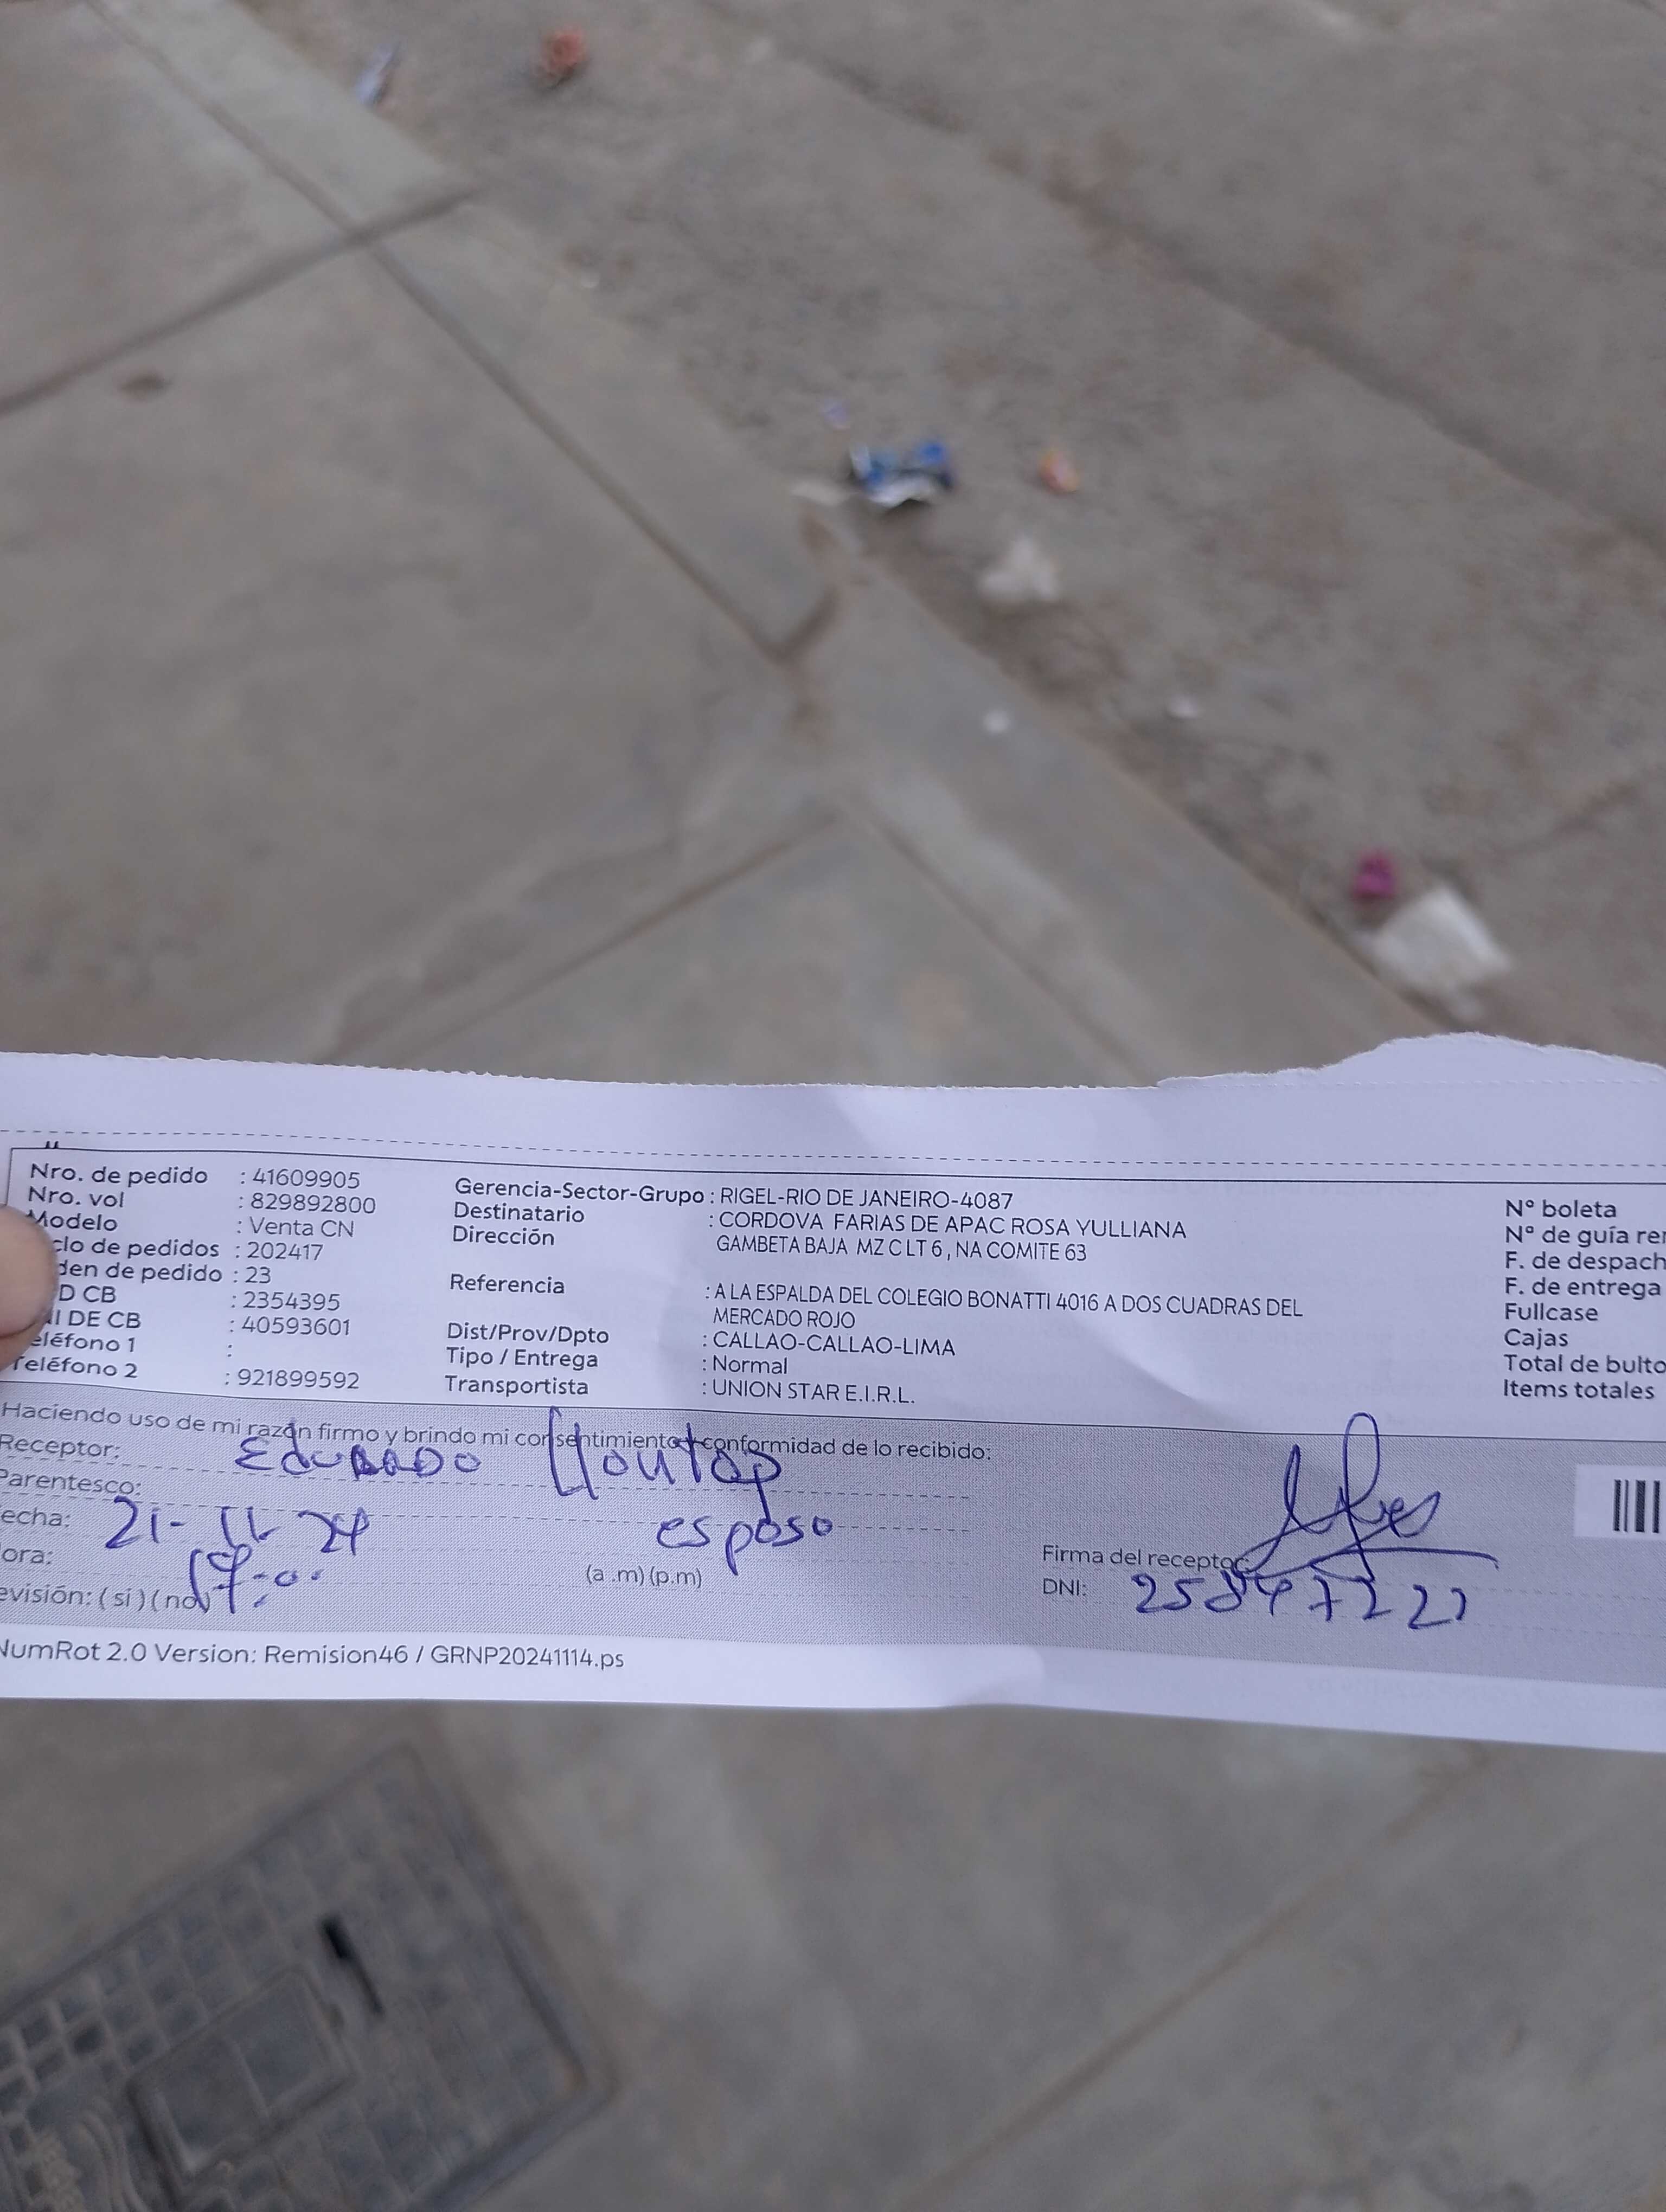 Nro. de pedido : 41609905
Nro. vol : 829892800
Modelo : Venta CN
clo de pedidos : 202417
den de pedido : 23
D CB : 2354395
I DE CB : 40593601
eléfono 1 :
Teléfono 2 : 921899592
Gerencia-Sector-Grupo : RIGEL-RIO DE JANEIRO-4087
Destinatario : CORDOVA FARIAS DE APAC ROSA YULLIANA
Dirección GAMBETA BAJA MZ C LT 6 , NA COMITE 63
Referencia : A LA ESPALDA DEL COLEGIO BONATTI 4016 A DOS CUADRAS DEL
MERCADO ROJO
Dist/Prov/Dpto : CALLAO-CALLAO-LIMA
Tipo / Entrega : Normal
Transportista : UNION STAR E.I.R.L.
Nº boleta
Nº de guía rem
F. de despach
F. de entrega
Fullcase
Cajas
Total de bulto
Items totales
Haciendo uso de mi razón firmo y brindo mi consentimiento y conformidad de lo recibido:
Receptor:
Parentesco: esposo
echa: 21-11-24
ora: (a .m) (p.m)
evisión: ( si ) ( no )
Firma del receptor:
DNI:
NumRot 2.0 Version: Remision46 / GRNP20241114.ps